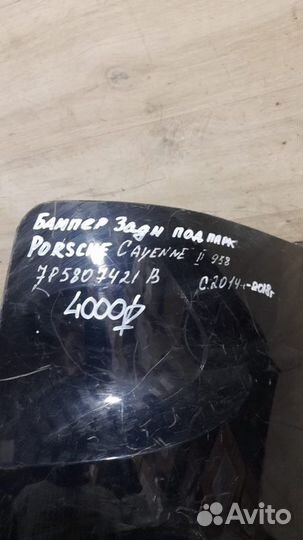 БАМПЕР ЗАДН ПОД ПАРК
PORSCHE CAYENNE II 958
7P5807421 B С.2014г-2018г
4000₽
Avito